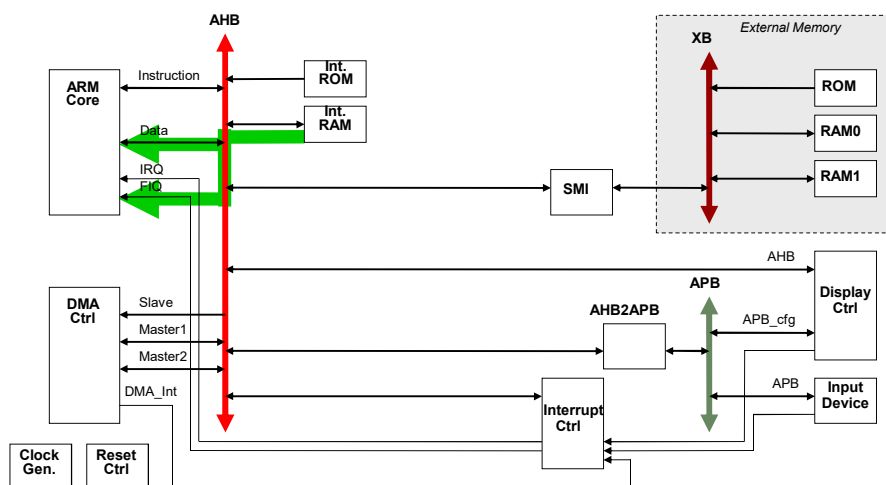 AHB
External Memory
XB
ARM
Core
Instruction
Int.
ROM
ROM
Int.
RAM
Data
RAM0
IRQ
FIQ
SMI
RAM1
AHB
DMA
Ctrl
Slave
APB
Display
Ctrl
AHB2APB
Master1
APB_cfg
Master2
DMA_Int
APB
Input
Device
Interrupt
Ctrl
Clock
Gen.
Reset
Ctrl